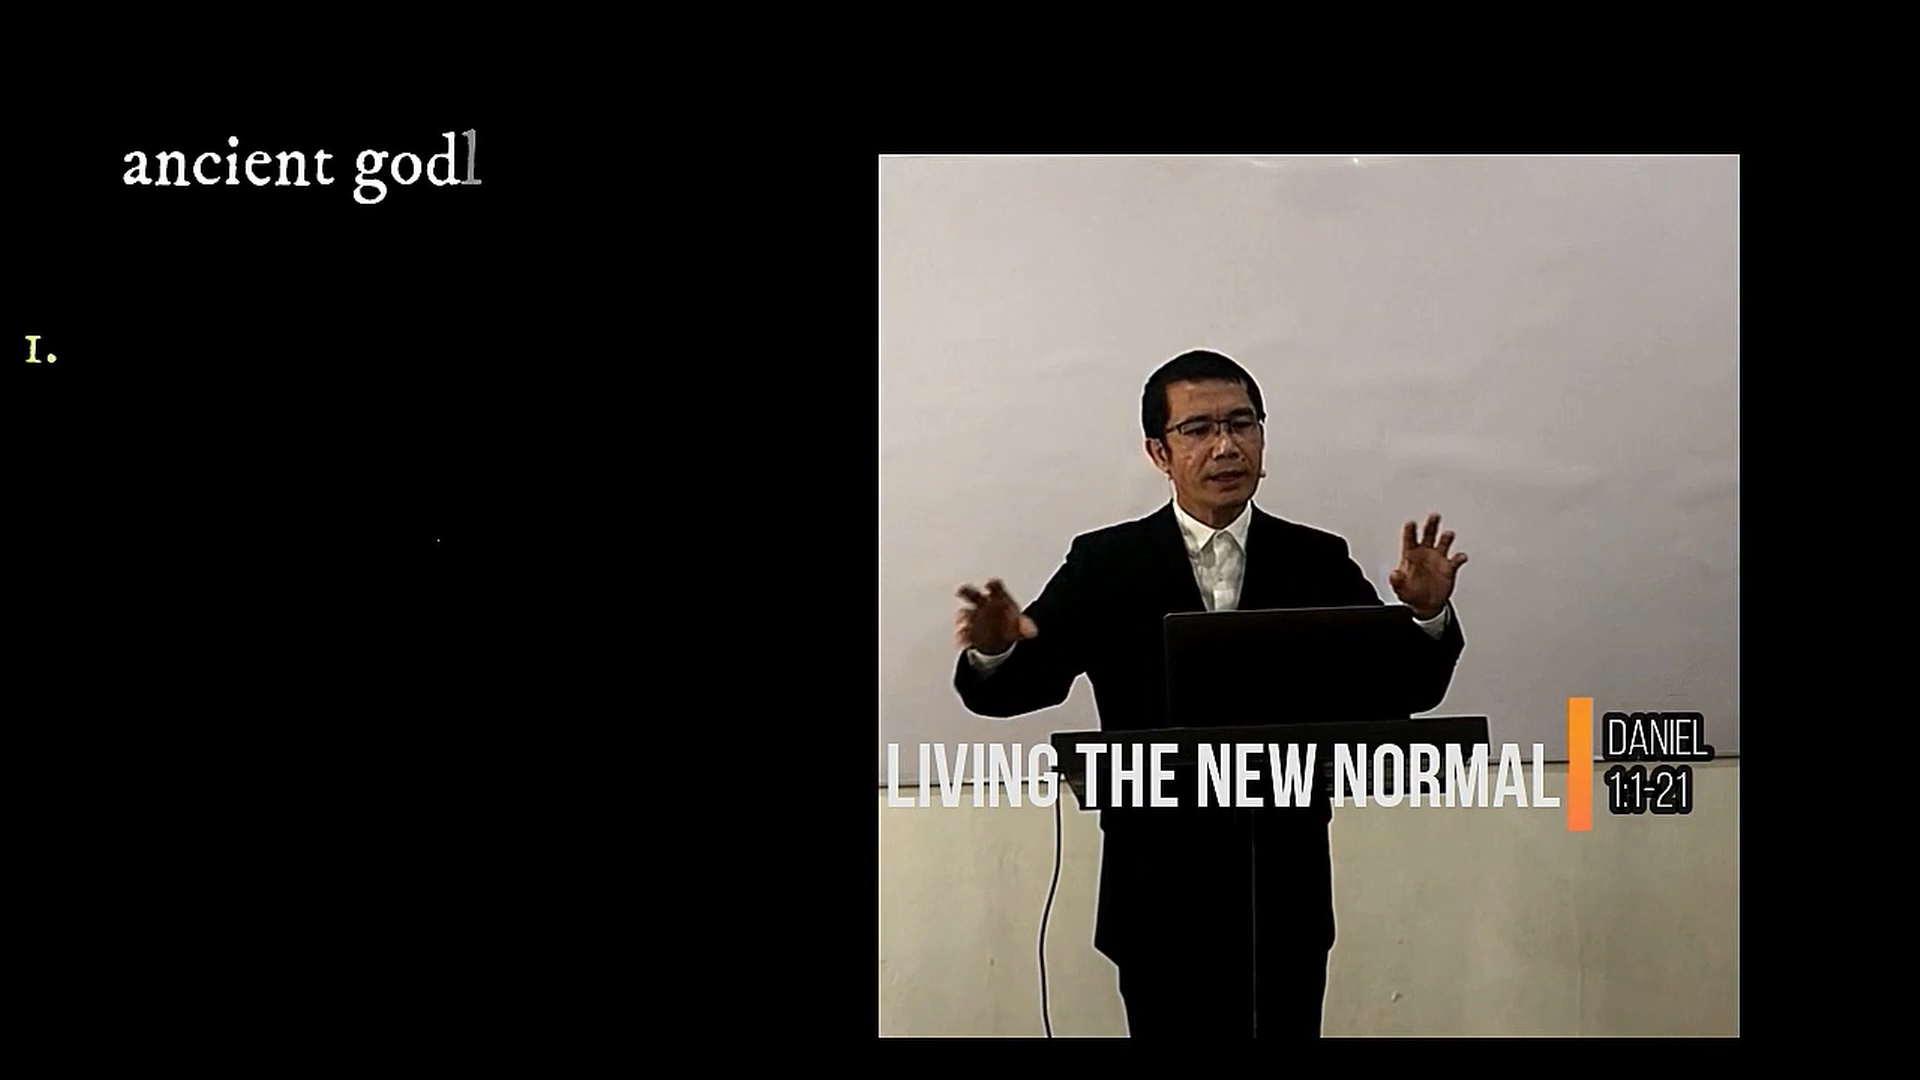 ancient godl
I.
LIVING THE NEW NORMAL
DANIEL
1:1-21